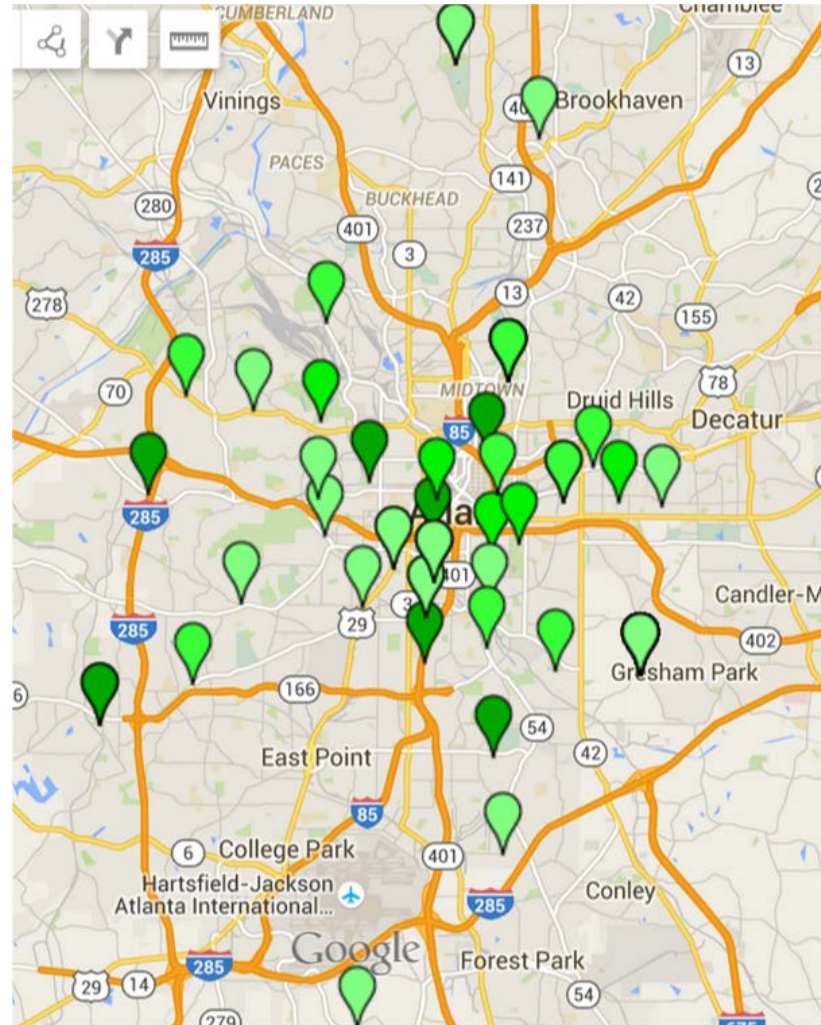 CUMBERLAND
Chamblee
13
Vinings
40
Brookhaven
PACES
141
BUCKHEAD
280
401
237
3
285
278
13
42
155
70
78
MIDTOWN
Druid Hills
85
Decatur
285
401
3
Candler-M
285
29
402
Gresham Park
166
6
54
East Point
42
85
6
College Park
401
Hartsfield-Jackson
Atlanta International...
285
Conley
Google
285
Forest Park
29
14
54
279
675